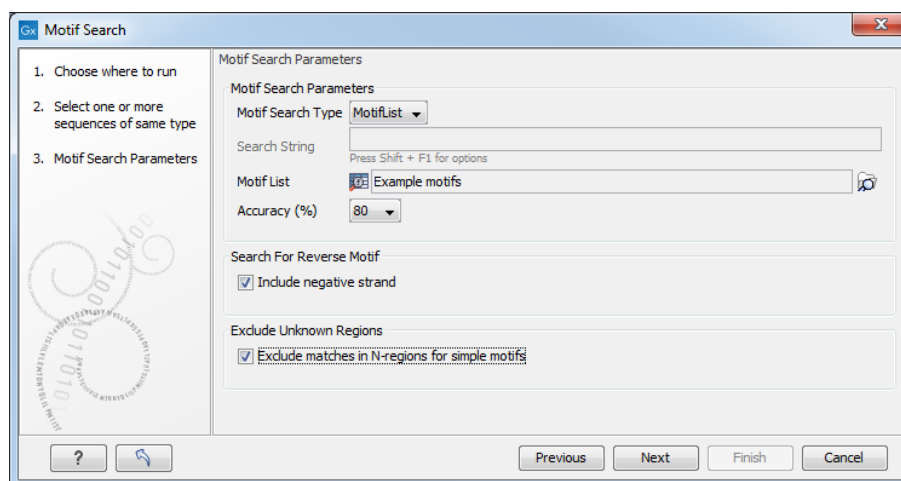 Gx Motif Search
X
1. Choose where to run
2. Select one or more
sequences of same type
3. Motif Search Parameters
Motif Search Parameters
Motif Search Parameters
Motif Search Type MotifList
Search String
Press Shift + F1 for options
Motif List Example motifs
Accuracy (%) 80
Search For Reverse Motif
Include negative strand
Exclude Unknown Regions
Exclude matches in N-regions for simple motifs
? Previous Next Finish Cancel